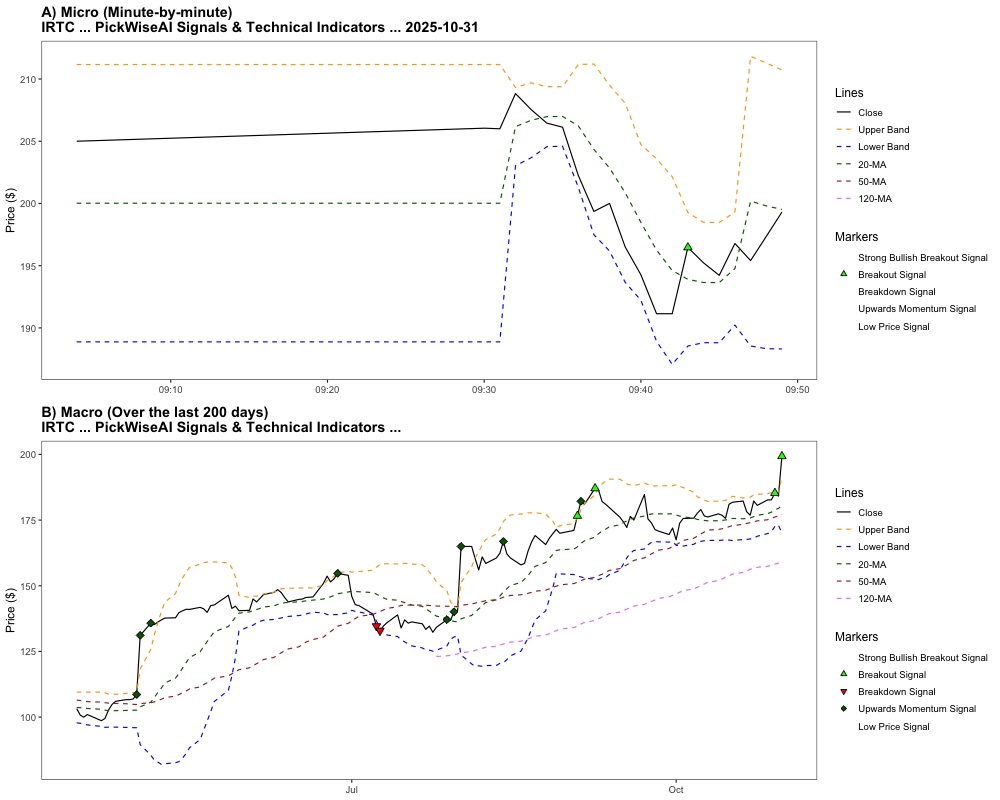 A) Micro (Minute-by-minute)
IRTC ... PickWiseAI Signals & Technical Indicators ... 2025-10-31
Price ($)
210
205
200
195
190
09:10
09:20
09:30
09:40
09:50
Lines
Close
Upper Band
Lower Band
20-MA
50-MA
120-MA
Markers
Strong Bullish Breakout Signal
Breakout Signal
Breakdown Signal
Upwards Momentum Signal
Low Price Signal
B) Macro (Over the last 200 days)
IRTC ... PickWiseAI Signals & Technical Indicators ...
Price ($)
200
175
150
125
100
Jul
Oct
Lines
Close
Upper Band
Lower Band
20-MA
50-MA
120-MA
Markers
Strong Bullish Breakout Signal
Breakout Signal
Breakdown Signal
Upwards Momentum Signal
Low Price Signal